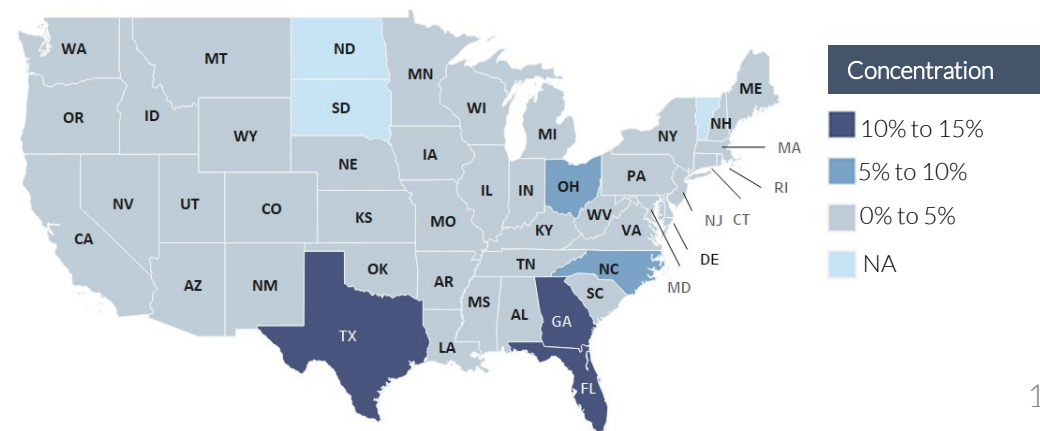 WA
MT
ND
MN
ME
OR
ID
SD
WI
MI
NY
NH
MA
WY
IA
NE
PA
RI
NV
UT
CO
IL
IN
OH
NJ
CT
KS
MO
WV
VA
KY
CA
DE
MD
AZ
NM
OK
AR
TN
NC
SC
MS
AL
GA
TX
LA
FL
Concentration
10% to 15%
5% to 10%
0% to 5%
NA
1